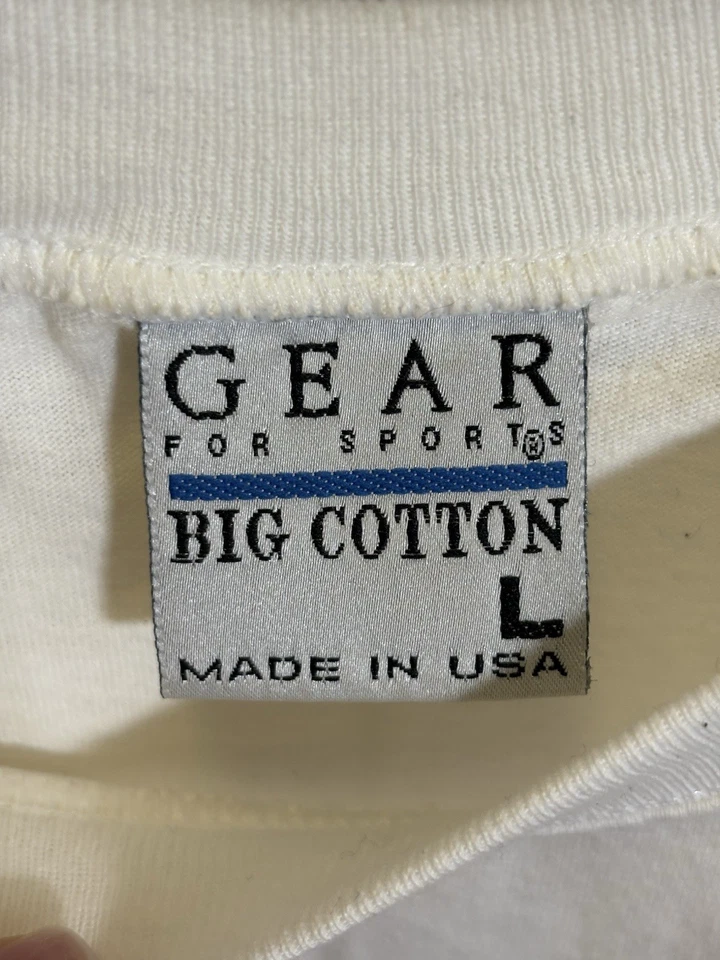 GEAR
FOR SPORTS®
BIG COTTON
L
MADE IN USA